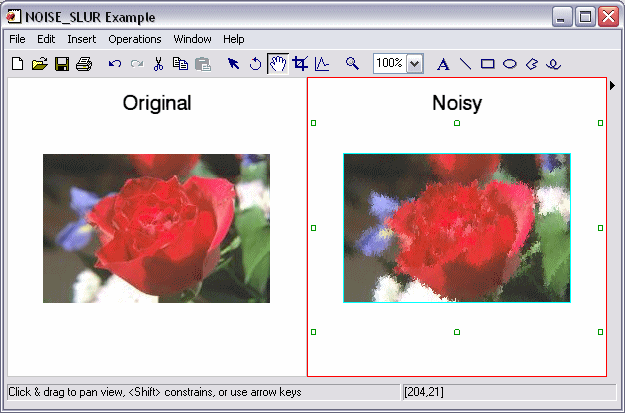 NOISE_SLUR Example
File Edit Insert Operations Window Help
100%
Original
Noisy
Click & drag to pan view, <Shift> constrains, or use arrow keys
[204,21]